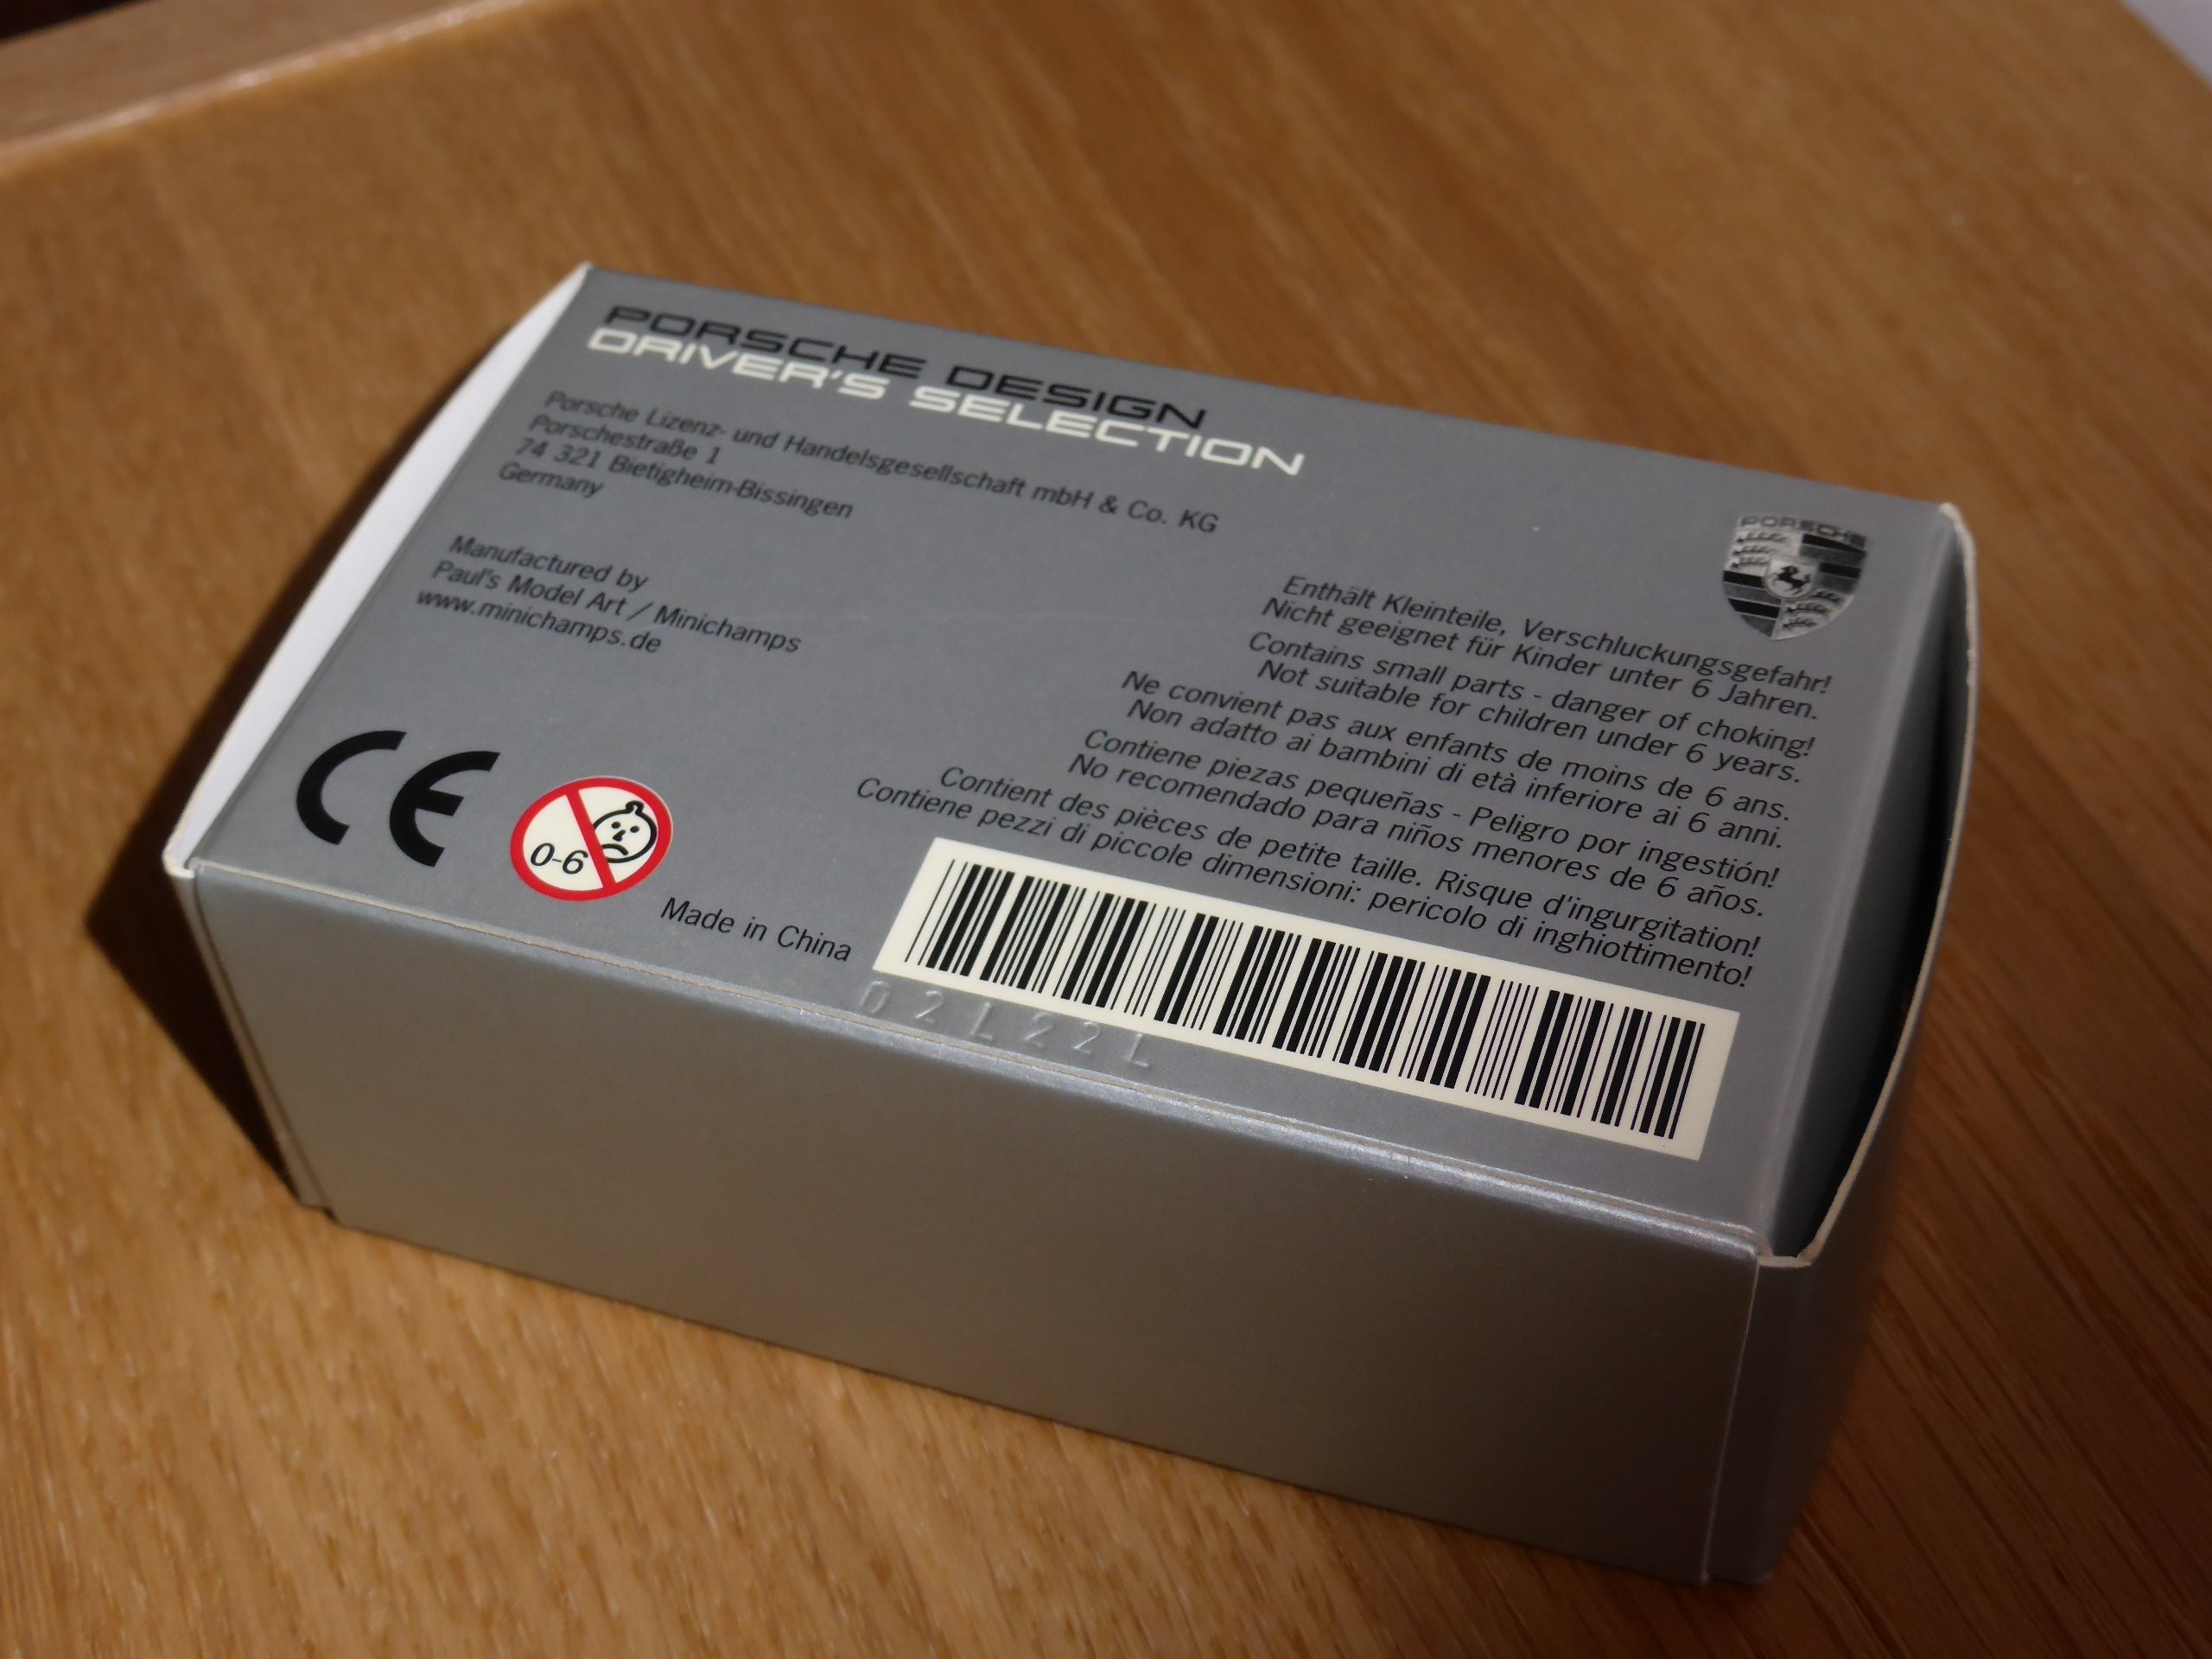 PORSCHE DESIGN
DRIVER'S SELECTION
Porsche Lizenz- und Handelsgesellschaft mbH & Co. KG
Porschestraße 1
74 321 Bietigheim-Bissingen
Germany
Manufactured by
Paul's Model Art / Minichamps
www.minichamps.de
PORSCHE
Enthält Kleinteile, Verschluckungsgefahr!
Nicht geeignet für Kinder unter 6 Jahren.
Contains small parts - danger of choking!
Not suitable for children under 6 years.
Ne convient pas aux enfants de moins de 6 ans.
Non adatto ai bambini di età inferiore ai 6 anni.
Contiene piezas pequeñas - Peligro por ingestión!
No recomendado para niños menores de 6 años.
Contient des pièces de petite taille. Risque d'ingurgitation!
Contiene pezzi di piccole dimensioni: pericolo di inghiottimento!
CE
0-6
Made in China
02L22L